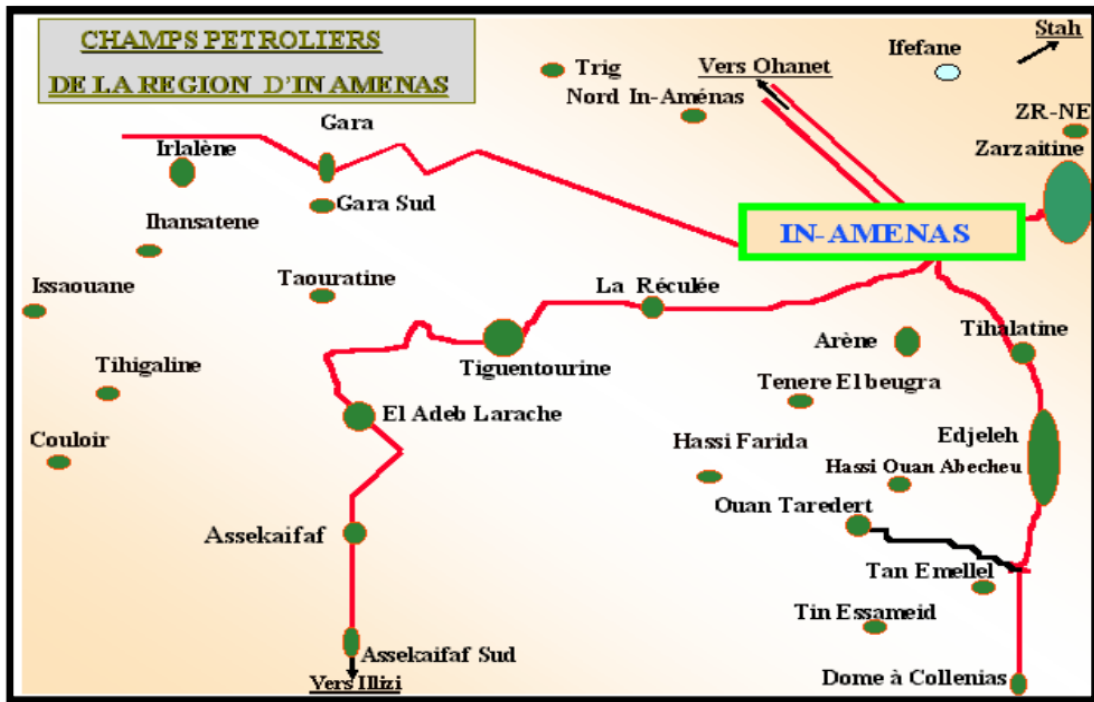 CHAMPS PETROLIERS
DE LA REGION D'IN AMENAS
Stah
Ifefane
Trig
Vers Ohanet
Nord In-Aménas
ZR-NE
Gara
Irlalène
Zarzaitine
Gara Sud
Ihansatene
IN-AMENAS
Issaouane
Taouratine
La Réculée
Arène
Tihalatine
Tihigaline
Tiguentourine
Tenere El beugra
El Adeb Larache
Couloir
Hassi Farida
Edjeleh
Hassi Ouan Abecheu
Ouan Taredert
Assekaifaf
Tan Emellel
Tin Essameid
Assekaifaf Sud
Vers Illizi
Dome à Collenias